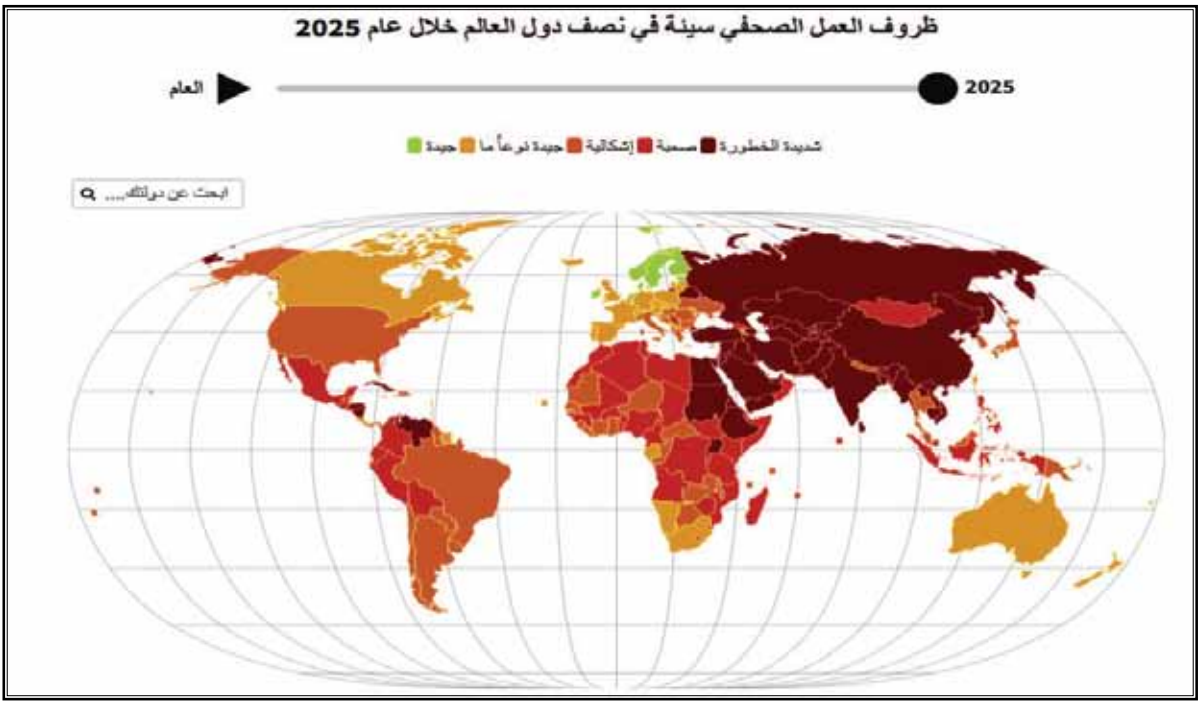 ظروف العمل الصحفي سيئة في نصف دول العالم خلال عام 2025
العام
2025
شديدة الخطورة صعبة إشكالية جيدة نوعاً ما جيدة
ابحث عن دولتك....